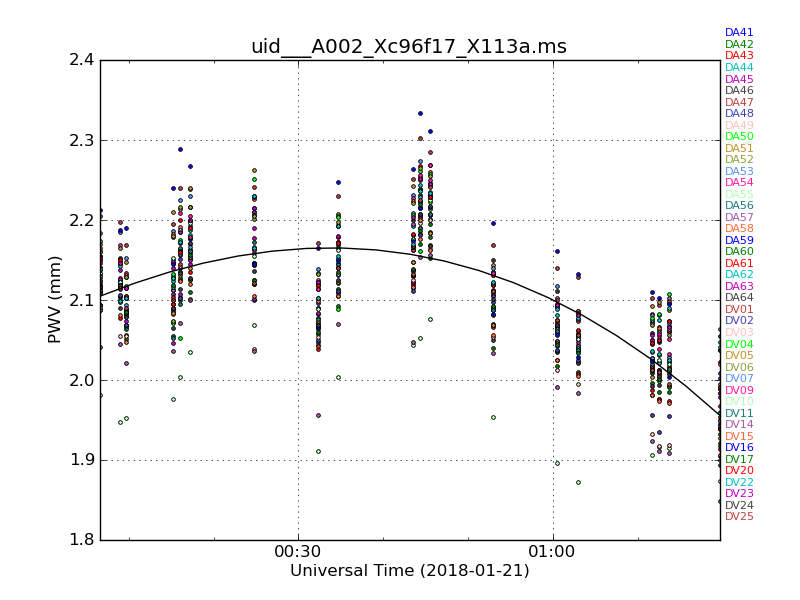 uid___A002_Xc96f17_X113a.ms
PWV (mm)
2.4
2.3
2.2
2.1
2.0
1.9
1.8
00:30
01:00
Universal Time (2018-01-21)
DA41
DA42
DA43
DA44
DA45
DA46
DA47
DA48
DA49
DA50
DA51
DA52
DA53
DA54
DA55
DA56
DA57
DA58
DA59
DA60
DA61
DA62
DA63
DA64
DV01
DV02
DV03
DV04
DV05
DV06
DV07
DV09
DV10
DV11
DV14
DV15
DV16
DV17
DV20
DV22
DV23
DV24
DV25